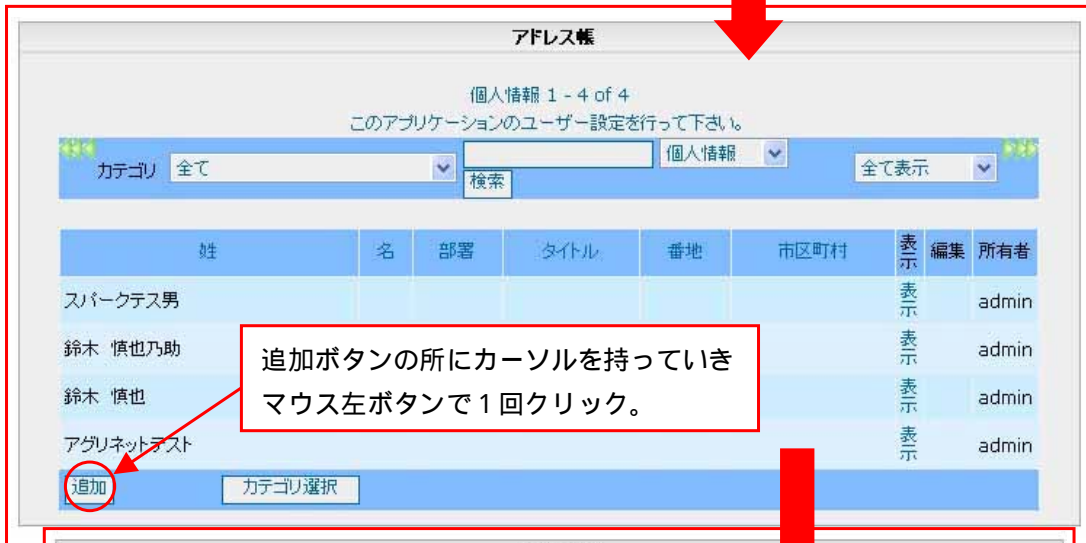 アドレス帳
個人情報 1 - 4 of 4
このアプリケーションのユーザー設定を行って下さい。
カテゴリ 全て 個人情報 全て表示
検索
姓 名 部署 タイトル 番地 市区町村 表示 編集 所有者
スパークテス男 表示 admin
鈴木 慎也乃助 表示 admin
鈴木 慎也 表示 admin
アグリネットテスト 表示 admin
追加ボタンの所にカーソルを持っていき
マウス左ボタンで1回クリック。
追加 カテゴリ選択